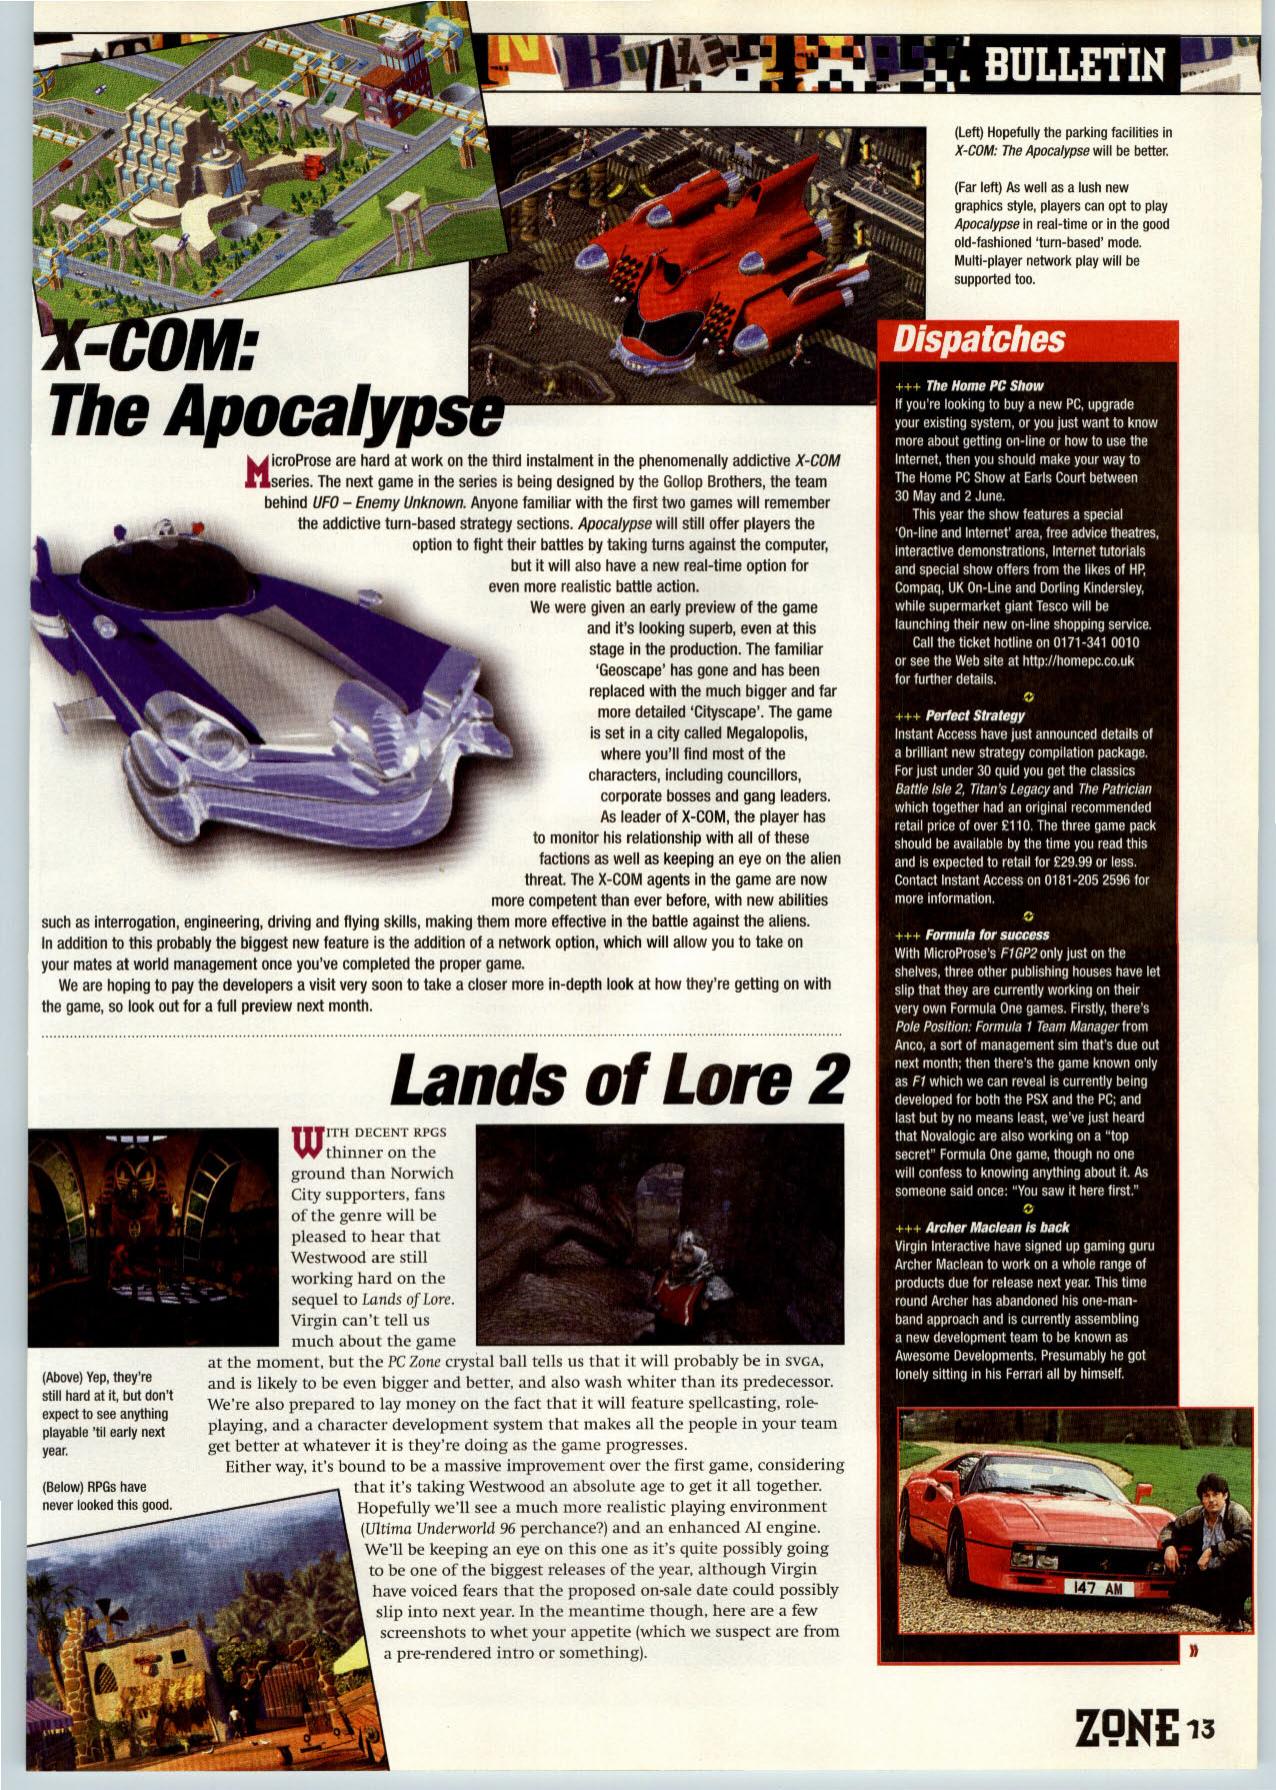 BULLETIN
(Left) Hopefully the parking facilities in
X-COM: The Apocalypse will be better.
(Far left) As well as a lush new
graphics style, players can opt to play
Apocalypse in real-time or in the good
old-fashioned ‘turn-based’ mode.
Multi-player network play will be
supported too.
X-COM:
The Apocalypse
MicroProse are hard at work on the third instalment in the phenomenally addictive X-COM
series. The next game in the series is being designed by the Gollop Brothers, the team
behind UFO – Enemy Unknown. Anyone familiar with the first two games will remember
the addictive turn-based strategy sections. Apocalypse will still offer players the
option to fight their battles by taking turns against the computer,
but it will also have a new real-time option for
even more realistic battle action.
We were given an early preview of the game
and it's looking superb, even at this
stage in the production. The familiar
‘Geoscape’ has gone and has been
replaced with the much bigger and far
more detailed ‘Cityscape’. The game
is set in a city called Megalopolis,
where you'll find most of the
characters, including councillors,
corporate bosses and gang leaders.
As leader of X-COM, the player has
to monitor his relationship with all of these
factions as well as keeping an eye on the alien
threat. The X-COM agents in the game are now
more competent than ever before, with new abilities
such as interrogation, engineering, driving and flying skills, making them more effective in the battle against the aliens.
In addition to this probably the biggest new feature is the addition of a network option, which will allow you to take on
your mates at world management once you've completed the proper game.
We are hoping to pay the developers a visit very soon to take a closer more in-depth look at how they're getting on with
the game, so look out for a full preview next month.
Lands of Lore 2
WITH DECENT RPGS
thinner on the
ground than Norwich
City supporters, fans
of the genre will be
pleased to hear that
Westwood are still
working hard on the
sequel to Lands of Lore.
Virgin can't tell us
much about the game
at the moment, but the PC Zone crystal ball tells us that it will probably be in SVGA,
and is likely to be even bigger and better, and also wash whiter than its predecessor.
We're also prepared to lay money on the fact that it will feature spellcasting, role-
playing, and a character development system that makes all the people in your team
get better at whatever it is they're doing as the game progresses.
Either way, it's bound to be a massive improvement over the first game, considering
that it's taking Westwood an absolute age to get it all together.
Hopefully we'll see a much more realistic playing environment
(Ultima Underworld 96 perchance?) and an enhanced AI engine.
We'll be keeping an eye on this one as it's quite possibly going
to be one of the biggest releases of the year, although Virgin
have voiced fears that the proposed on-sale date could possibly
slip into next year. In the meantime though, here are a few
screenshots to whet your appetite (which we suspect are from
a pre-rendered intro or something).
(Above) Yep, they're
still hard at it, but don't
expect to see anything
playable 'til early next
year.
(Below) RPGs have
never looked this good.
Dispatches
+++ The Home PC Show
If you're looking to buy a new PC, upgrade
your existing system, or you just want to know
more about getting on-line or how to use the
Internet, then you should make your way to
The Home PC Show at Earls Court between
30 May and 2 June.
This year the show features a special
‘On-line and Internet’ area, free advice theatres,
interactive demonstrations, Internet tutorials
and special show offers from the likes of HP,
Compaq, UK On-Line and Dorling Kindersley,
while supermarket giant Tesco will be
launching their new on-line shopping service.
Call the ticket hotline on 0171-341 0010
or see the Web site at http://homepc.co.uk
for further details.
+++ Perfect Strategy
Instant Access have just announced details of
a brilliant new strategy compilation package.
For just under 30 quid you get the classics
Battle Isle 2, Titan's Legacy and The Patrician
which together had an original recommended
retail price of over £110. The three game pack
should be available by the time you read this
and is expected to retail for £29.99 or less.
Contact Instant Access on 0181-205 2596 for
more information.
+++ Formula for success
With MicroProse's F1GP2 only just on the
shelves, three other publishing houses have let
slip that they are currently working on their
very own Formula One games. Firstly, there's
Pole Position: Formula 1 Team Manager from
Anco, a sort of management sim that's due out
next month; then there's the game known only
as F1 which we can reveal is currently being
developed for both the PSX and the PC; and
last but by no means least, we've just heard
that Novalogic are also working on a “top
secret” Formula One game, though no one
will confess to knowing anything about it. As
someone said once: “You saw it here first.”
+++ Archer Maclean is back
Virgin Interactive have signed up gaming guru
Archer Maclean to work on a whole range of
products due for release next year. This time
round Archer has abandoned his one-man-
band approach and is currently assembling
a new development team to be known as
Awesome Developments. Presumably he got
lonely sitting in his Ferrari all by himself.
147 AM
»
ZONE 13